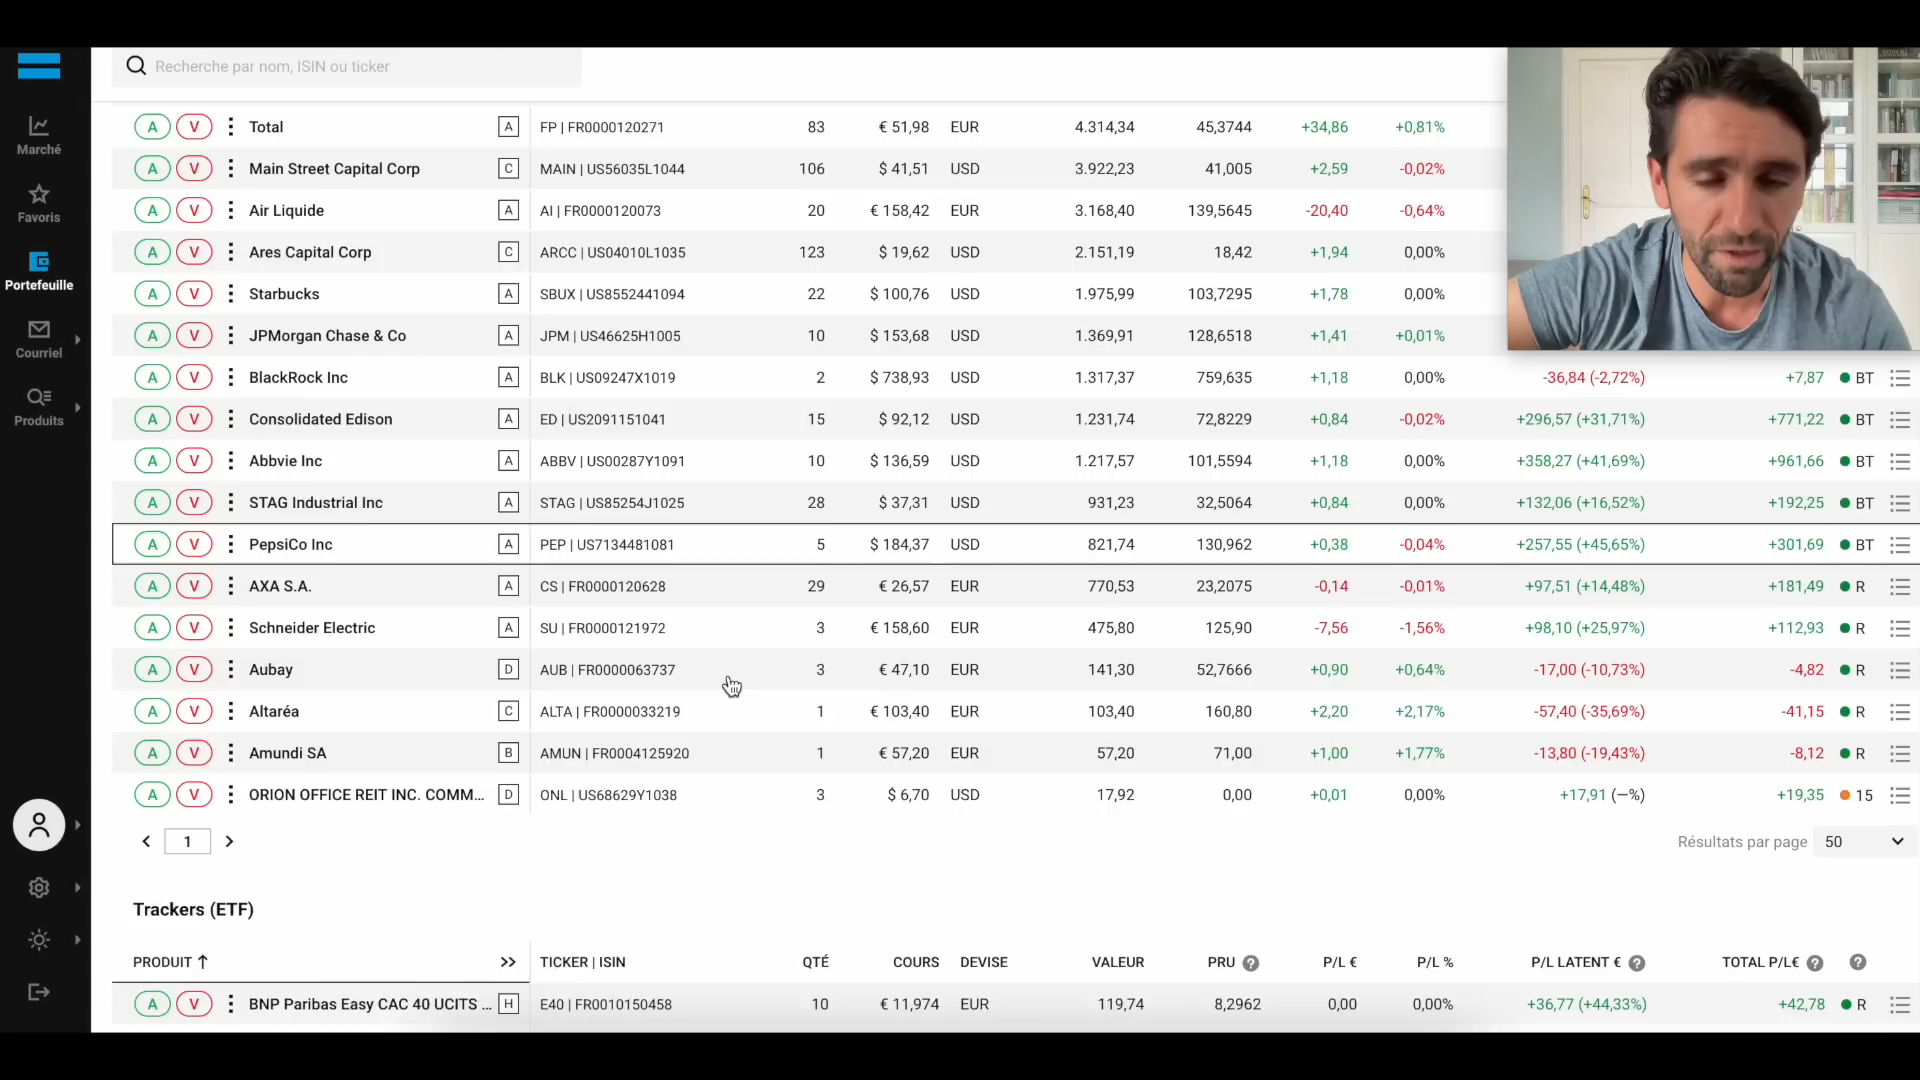 Recherche par nom, ISIN ou ticker
Marché
Favoris
Portefeuille
Courriel
Produits
A V Total A FP | FR0000120271 83 € 51,98 EUR 4.314,34 45,3744 +34,86 +0,81%
A V Main Street Capital Corp C MAIN | US56035L1044 106 $ 41,51 USD 3.922,23 41,005 +2,59 -0,02%
A V Air Liquide A AI | FR0000120073 20 € 158,42 EUR 3.168,40 139,5645 -20,40 -0,64%
A V Ares Capital Corp C ARCC | US04010L1035 123 $ 19,62 USD 2.151,19 18,42 +1,94 0,00%
A V Starbucks A SBUX | US8552441094 22 $ 100,76 USD 1.975,99 103,7295 +1,78 0,00%
A V JPMorgan Chase & Co A JPM | US46625H1005 10 $ 153,68 USD 1.369,91 128,6518 +1,41 +0,01%
A V BlackRock Inc A BLK | US09247X1019 2 $ 738,93 USD 1.317,37 759,635 +1,18 0,00% -36,84 (-2,72%) +7,87 BT
A V Consolidated Edison A ED | US2091151041 15 $ 92,12 USD 1.231,74 72,8229 +0,84 -0,02% +296,57 (+31,71%) +771,22 BT
A V Abbvie Inc A ABBV | US00287Y1091 10 $ 136,59 USD 1.217,57 101,5594 +1,18 0,00% +358,27 (+41,69%) +961,66 BT
A V STAG Industrial Inc A STAG | US85254J1025 28 $ 37,31 USD 931,23 32,5064 +0,84 0,00% +132,06 (+16,52%) +192,25 BT
A V PepsiCo Inc A PEP | US7134481081 5 $ 184,37 USD 821,74 130,962 +0,38 -0,04% +257,55 (+45,65%) +301,69 BT
A V AXA S.A. A CS | FR0000120628 29 € 26,57 EUR 770,53 23,2075 -0,14 -0,01% +97,51 (+14,48%) +181,49 R
A V Schneider Electric A SU | FR0000121972 3 € 158,60 EUR 475,80 125,90 -7,56 -1,56% +98,10 (+25,97%) +112,93 R
A V Aubay D AUB | FR0000063737 3 € 47,10 EUR 141,30 52,7666 +0,90 +0,64% -17,00 (-10,73%) -4,82 R
A V Altaréa C ALTA | FR0000033219 1 € 103,40 EUR 103,40 160,80 +2,20 +2,17% -57,40 (-35,69%) -41,15 R
A V Amundi SA B AMUN | FR0004125920 1 € 57,20 EUR 57,20 71,00 +1,00 +1,77% -13,80 (-19,43%) -8,12 R
A V ORION OFFICE REIT INC. COMM... D ONL | US68629Y1038 3 $ 6,70 USD 17,92 0,00 +0,01 0,00% +17,91 (—%) +19,35 15
1 Résultats par page 50
Trackers (ETF)
PRODUIT TICKER | ISIN QTÉ COURS DEVISE VALEUR PRU ? P/L € P/L % P/L LATENT € ? TOTAL P/L€ ? ?
A V BNP Paribas Easy CAC 40 UCITS ... H E40 | FR0010150458 10 € 11,974 EUR 119,74 8,2962 0,00 0,00% +36,77 (+44,33%) +42,78 R